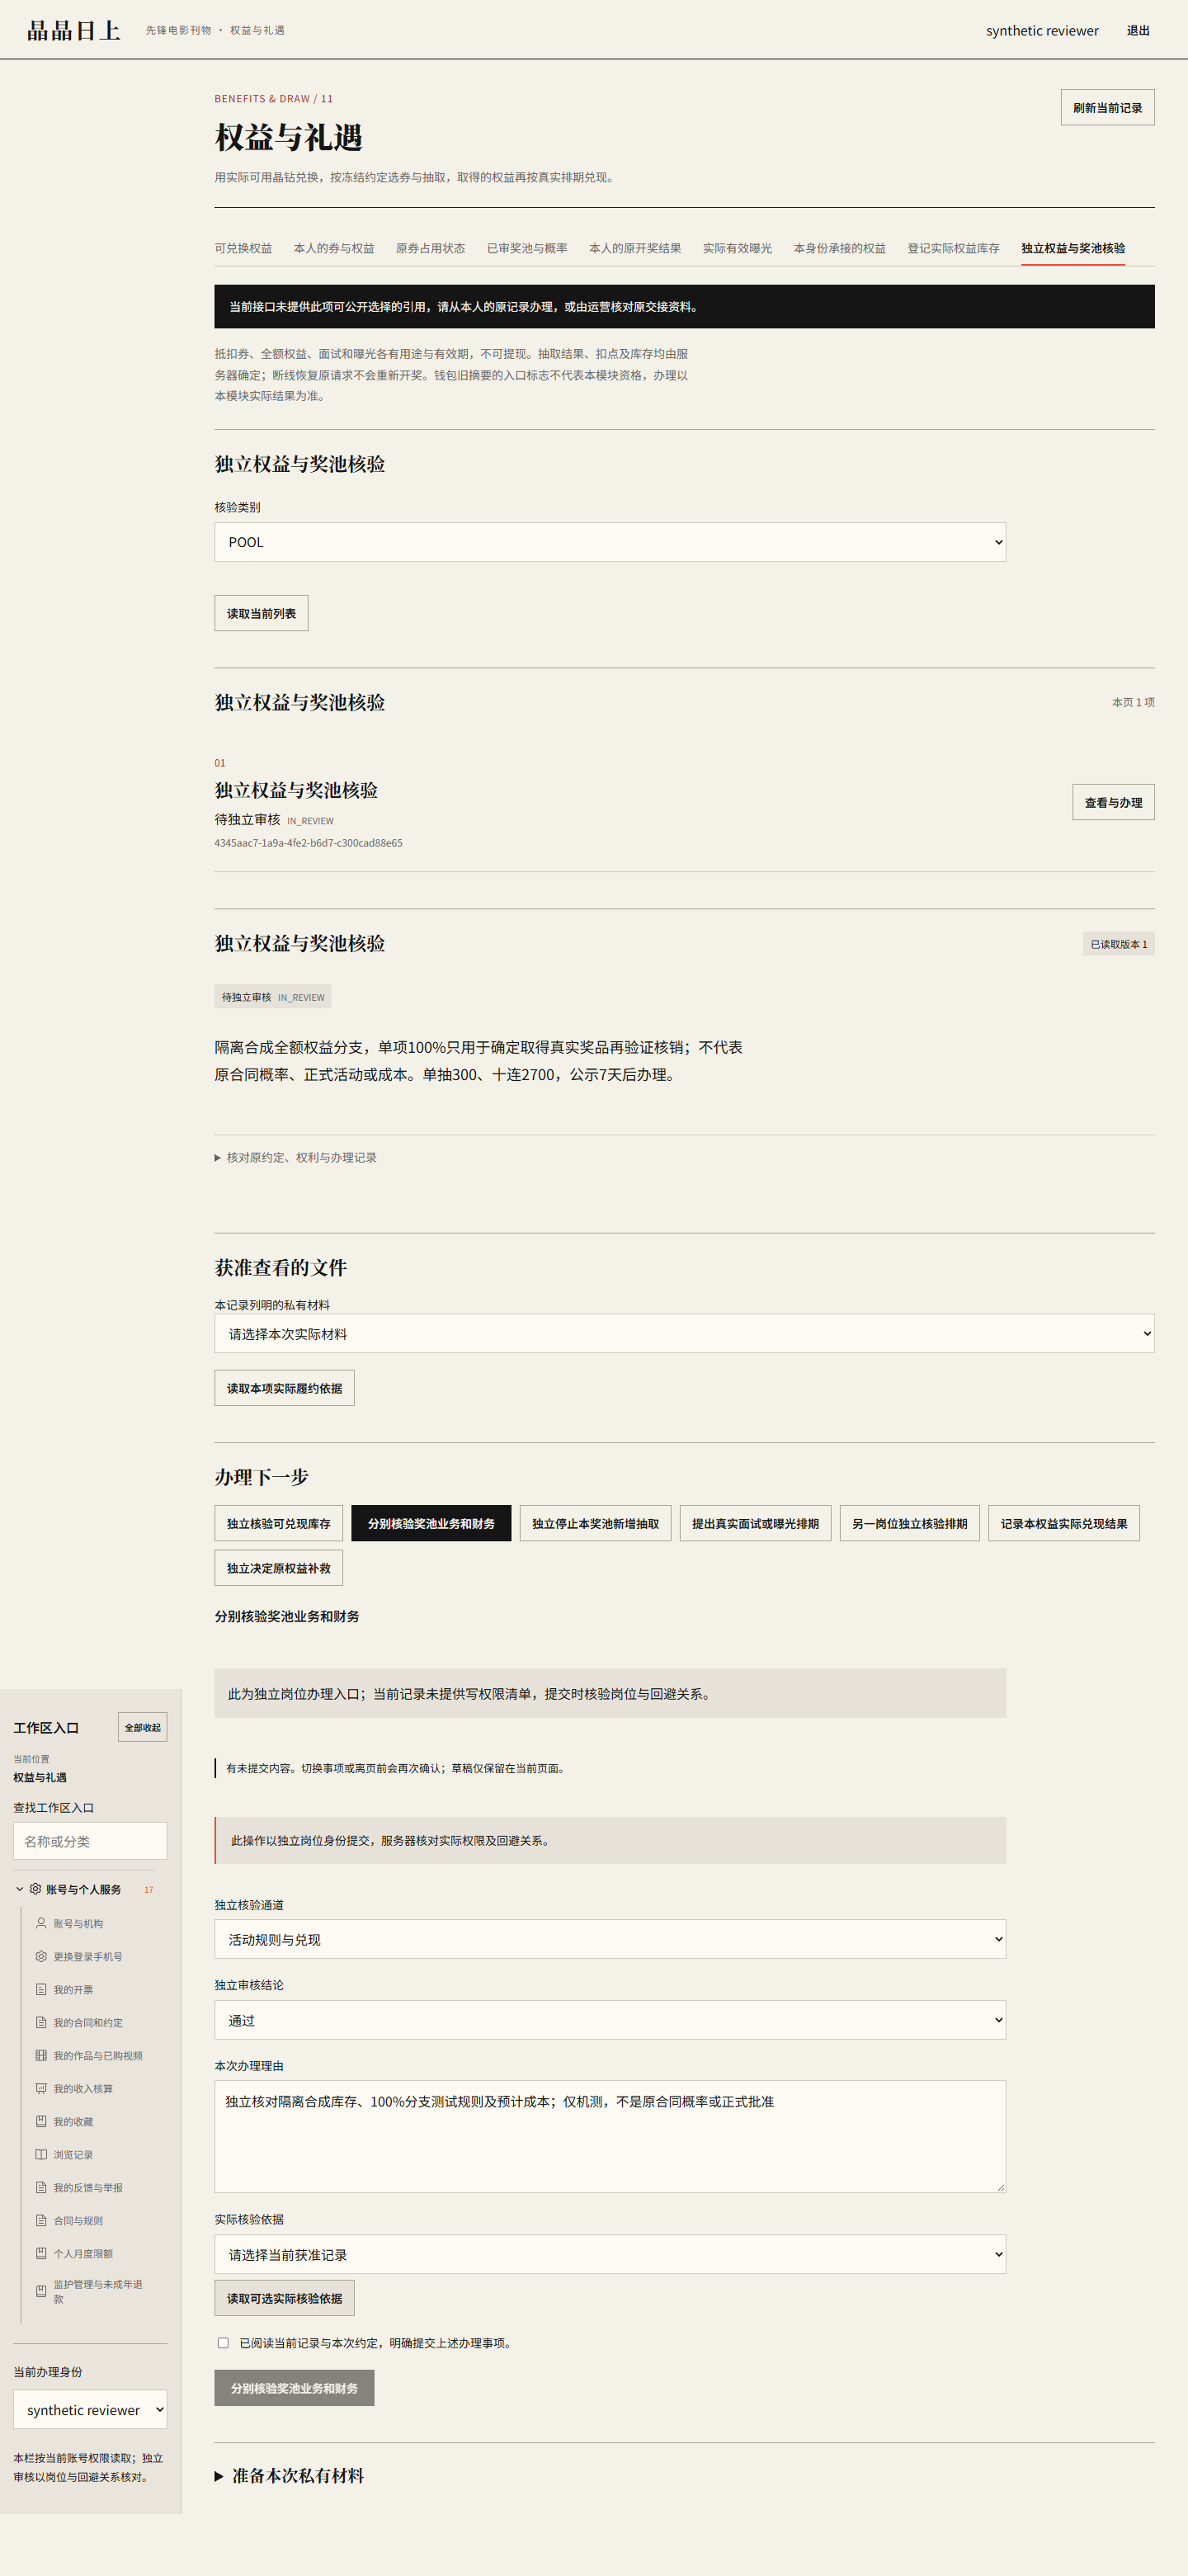 晶晶日上
先锋电影刊物 · 权益与礼遇
synthetic reviewer
退出
BENEFITS & DRAW / 11
权益与礼遇
刷新当前记录
用实际可用晶钻兑换，按冻结约定选券与抽取，取得的权益再按真实排期兑现。
可兑换权益
本人的券与权益
原券占用状态
已审奖池与概率
本人的原开奖结果
实际有效曝光
本身份承接的权益
登记实际权益库存
独立权益与奖池核验
当前接口未提供此项可公开选择的引用，请从本人的原记录办理，或由运营核对原交接资料。
抵扣券、全额权益、面试和曝光各有用途与有效期，不可提现。抽取结果、扣点及库存均由服
务器确定；断线恢复原请求不会重新开奖。钱包旧摘要的入口标志不代表本模块资格，办理以
本模块实际结果为准。
独立权益与奖池核验
核验类别
POOL
读取当前列表
独立权益与奖池核验
本页 1 项
01
独立权益与奖池核验
待独立审核 IN_REVIEW
4345aac7-1a9a-4fe2-b6d7-c300cad88e65
查看与办理
独立权益与奖池核验
已读取版本 1
待独立审核 IN_REVIEW
隔离合成全额权益分支，单项100%只用于确定取得真实奖品再验证核销；不代表
原合同概率、正式活动或成本。单抽300、十连2700，公示7天后办理。
核对原约定、权利与办理记录
获准查看的文件
本记录列明的私有材料
请选择本次实际材料
读取本项实际履约依据
办理下一步
独立核验可兑现库存
分别核验奖池业务和财务
独立停止本奖池新增抽取
提出真实面试或曝光排期
另一岗位独立核验排期
记录本权益实际兑现结果
独立决定原权益补救
分别核验奖池业务和财务
此为独立岗位办理入口；当前记录未提供写权限清单，提交时核验岗位与回避关系。
有未提交内容。切换事项或离页前会再次确认；草稿仅保留在当前页面。
此操作以独立岗位身份提交，服务器核对实际权限及回避关系。
独立核验通道
活动规则与兑现
独立审核结论
通过
本次办理理由
独立核对隔离合成库存、100%分支测试规则及预计成本；仅机测，不是原合同概率或正式批准
实际核验依据
请选择当前获准记录
读取可选实际核验依据
已阅读当前记录与本次约定，明确提交上述办理事项。
分别核验奖池业务和财务
准备本次私有材料
工作区入口
全部收起
当前位置
权益与礼遇
查找工作区入口
名称或分类
账号与个人服务 17
账号与机构
更换登录手机号
我的开票
我的合同和约定
我的作品与已购视频
我的收入核算
我的收藏
浏览记录
我的反馈与举报
合同与规则
个人月度限额
监护管理与未成年退
款
当前办理身份
synthetic reviewer
本栏按当前账号权限读取；独立
审核以岗位与回避关系核对。